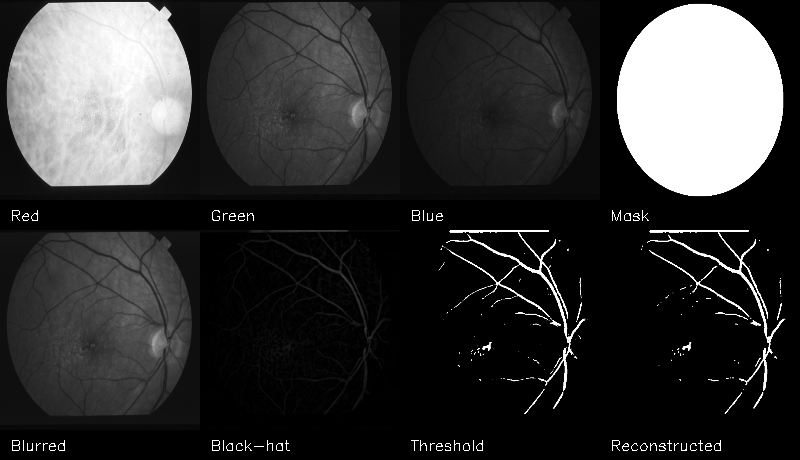 Red
Green
Blue
Mask
Blurred
Black-hat
Threshold
Reconstructed